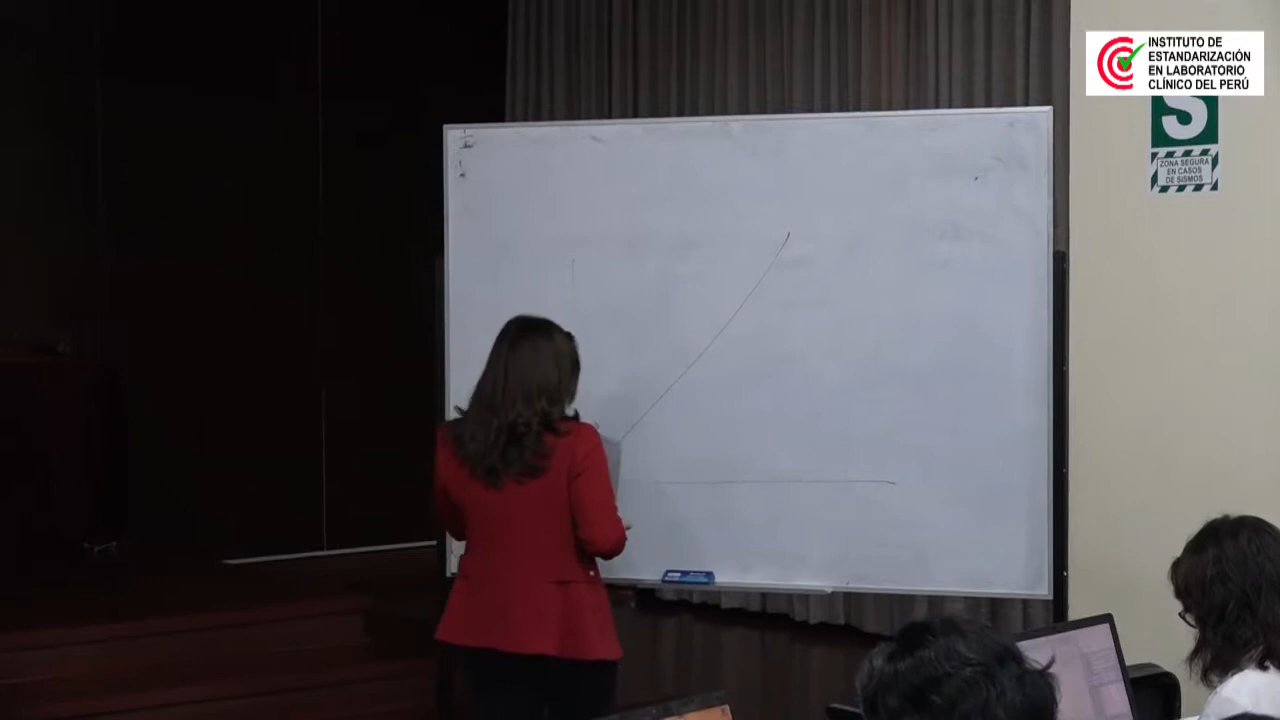 INSTITUTO DE
ESTANDARIZACIÓN
EN LABORATORIO
CLÍNICO DEL PERÚ
S
ZONA SEGURA
EN CASOS
DE SISMOS